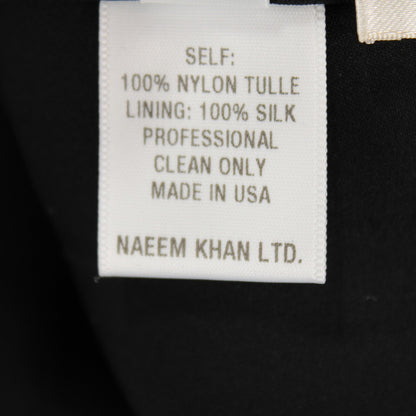 SELF:
100% NYLON TULLE
LINING: 100% SILK
PROFESSIONAL
CLEAN ONLY
MADE IN USA
NAEEM KHAN LTD.